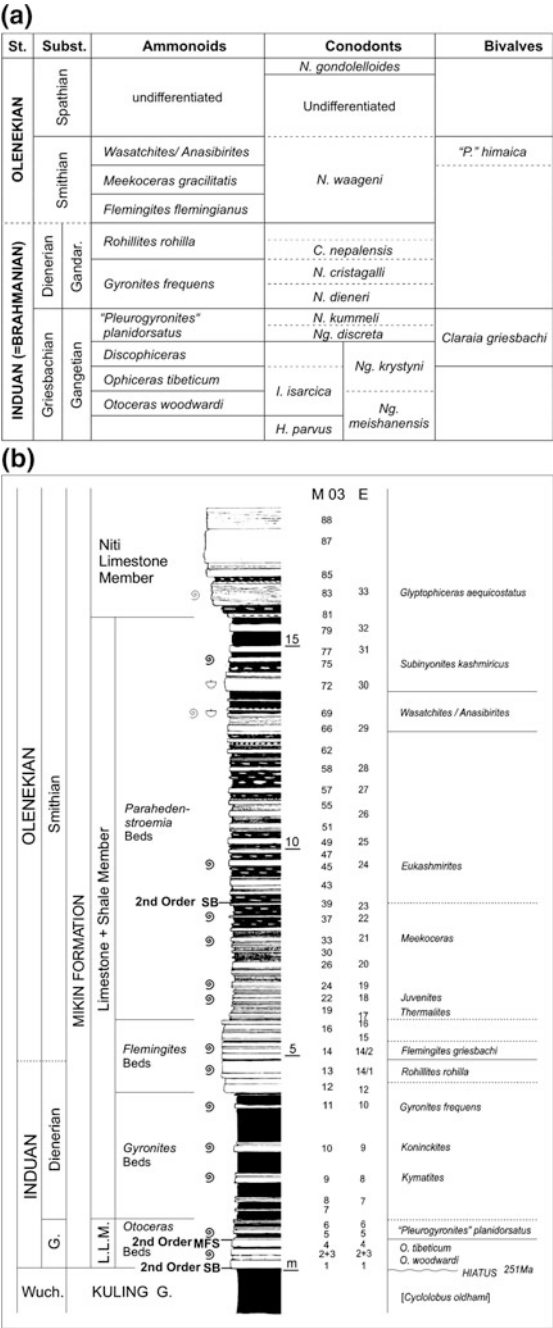 (a)
St. Subst. Ammonoids Conodonts Bivalves
OLENEKIAN
Spathian
undifferentiated
N. gondolelloides
Undifferentiated
Smithian
Wasatchites/ Anasibirites
Meekoceras gracilitatis
Flemingites flemingianus
N. waageni
"P." himaica
INDUAN (=BRAHMANIAN)
Dienerian
Gandar.
Rohillites rohilla
Gyronites frequens
C. nepalensis
N. cristagalli
N. dieneri
Griesbachian
Gangetian
"Pleurogyronites"
planidorsatus
Discophiceras
Ophiceras tibeticum
Otoceras woodwardi
N. kummeli
Ng. discreta
I. isarcica
H. parvus
Ng. krystyni
Ng.
meishanensis
Claraia griesbachi
(b)
M 03 E
Niti
Limestone
Member
88
87
85
83 33 Glyptophiceras aequicostatus
81
79 32
15
77 31
75 Subinyonites kashmiricus
72 30
69 Wasatchites / Anasibirites
66 29
62
58 28
57 27
55
26
51
10
49 25
47
45 24 Eukashmirites
43
2nd Order SB
39 23
37 22
33 21 Meekoceras
30
26 20
24 19
22 18 Juvenites
19 17 Thermalites
16 16
15
5
14 14/2 Flemingites griesbachi
13 14/1 Rohillites rohilla
12 12
11 10 Gyronites frequens
10 9 Koninckites
9 8 Kymatites
8 7
7
6 6
5 5 "Pleurogyronites" planidorsatus
2nd Order MFS
4 4 O. tibeticum
2+3 2+3 O. woodwardi
2nd Order SB
m
1 1
HIATUS 251Ma
[Cyclolobus oldhami]
OLENEKIAN
Smithian
INDUAN
Dienerian
G.
Wuch.
MIKIN FORMATION
Limestone + Shale Member
L.L.M.
Paraheden-
stroemia
Beds
Flemingites
Beds
Gyronites
Beds
Otoceras
Beds
KULING G.